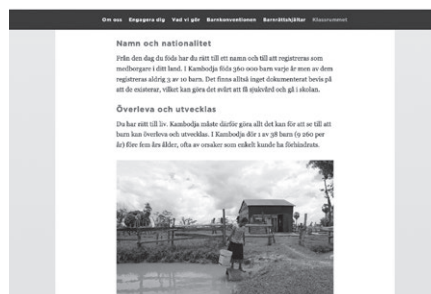 Om oss Engagera dig Vad vi gör Barnkonventionen Barnrättshjältar Klassrummet
Namn och nationalitet
Från den dag du föds har du rätt till ett namn och till att registreras som
medborgare i ditt land. I Kambodja föds 360 000 barn varje år men av dem
registreras aldrig 3 av 10 barn. Det finns alltså inget dokumenterat bevis på
att de existerar, vilket kan göra det svårt att få sjukvård och gå i skolan.
Överleva och utvecklas
Du har rätt till liv. Kambodja måste därför göra allt det kan för att se till att
barn kan överleva och utvecklas. I Kambodja dör 1 av 38 barn (9 260 per
år) före fem års ålder, ofta av orsaker som enkelt kunde ha förhindrats.